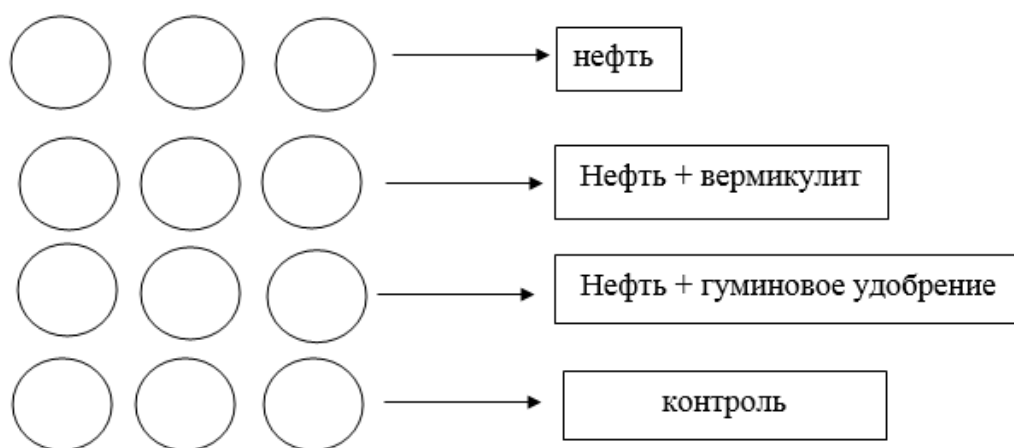 нефть
Нефть + вермикулит
Нефть + гуминовое удобрение
контроль